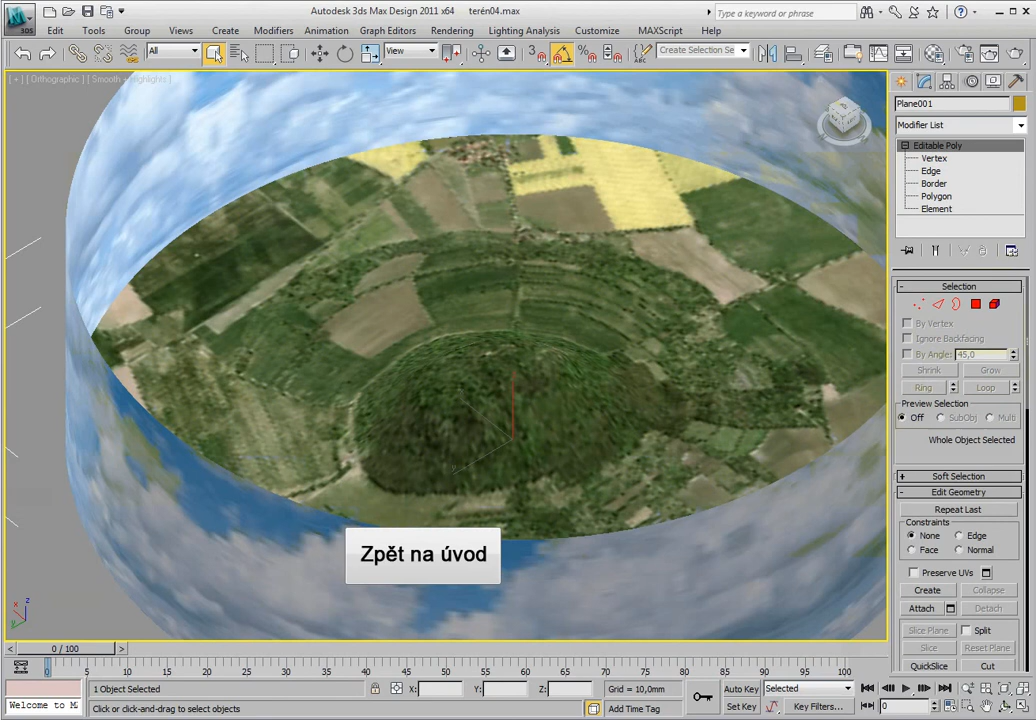 Autodesk 3ds Max Design 2011 x64 terén04.max
Type a keyword or phrase
3DS
Edit Tools Group Views Create Modifiers Animation Graph Editors Rendering Lighting Analysis Customize MAXScript Help
All View 3 Create Selection Se
[ + ] [ Orthographic ] [ Smooth + Highlights ]
Plane001
Modifier List
Editable Poly
Vertex
Edge
Border
Polygon
Element
Selection
By Vertex
Ignore Backfacing
By Angle: 45,0
Shrink Grow
Ring Loop
Preview Selection
Off SubObj Multi
Whole Object Selected
Soft Selection
Edit Geometry
Repeat Last
Constraints
None Edge
Face Normal
Preserve UVs
Create Collapse
Attach Detach
Slice Plane Split
Slice Reset Plane
QuickSlice Cut
Zpět na úvod
y
z
x
y
< 0 / 100 >
0 5 10 15 20 25 30 35 40 45 50 55 60 65 70 75 80 85 90 95 100
1 Object Selected X: Y: Z: Grid = 10,0mm Auto Key Selected
Welcome to MA Click or click-and-drag to select objects Add Time Tag Set Key Key Filters... 0